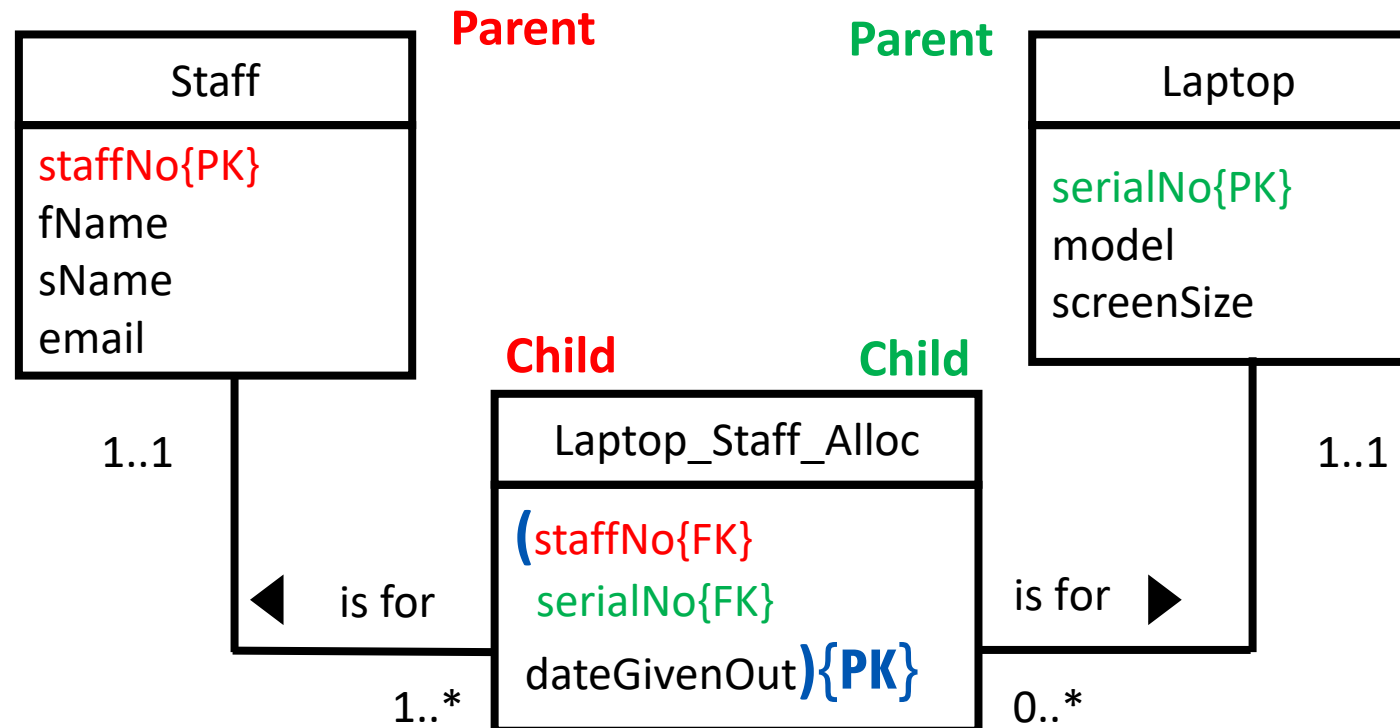 Parent
Parent
Staff
staffNo{PK}
fName
sName
email
Laptop
serialNo{PK}
model
screenSize
Child
Child
Laptop_Staff_Alloc
(staffNo{FK}
serialNo{FK}
dateGivenOut){PK}
1..1
is for
1..*
1..1
is for
0..*